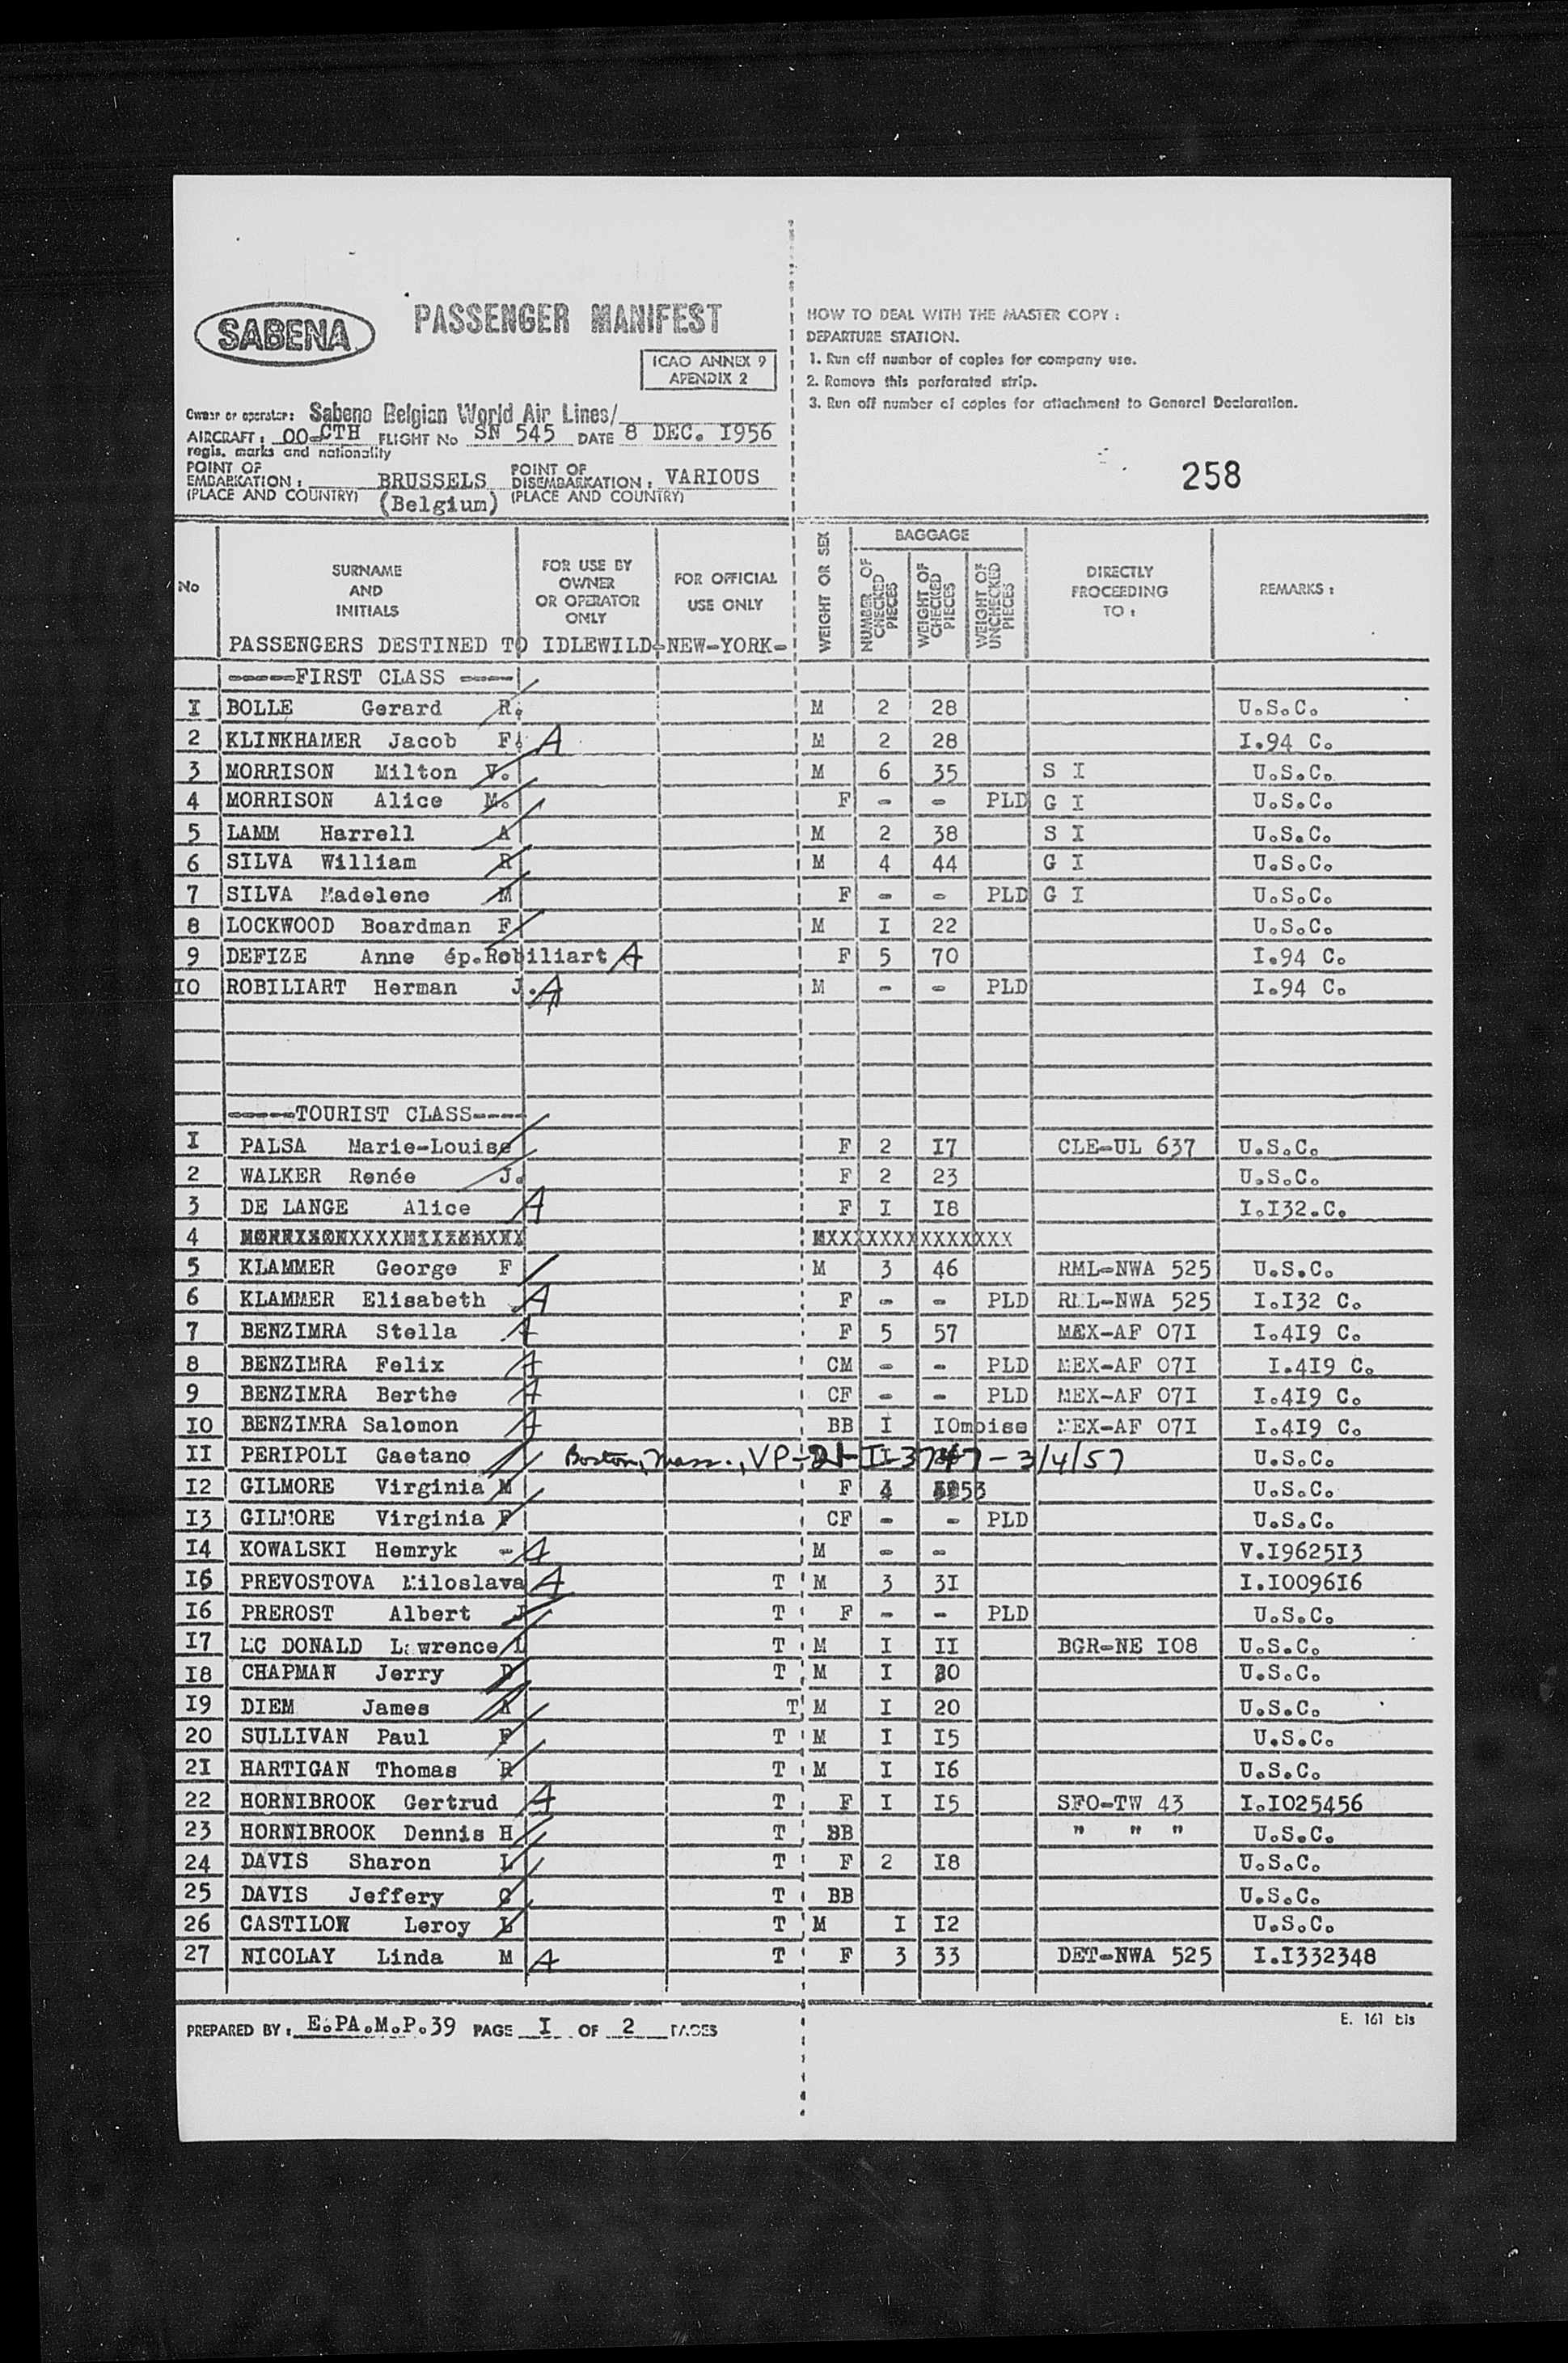 SABENA
PASSENGER MANIFEST
ICAO ANNEX 9
APENDIX 2
Owner or operator: Sabena Belgian World Air Lines/
AIRCRAFT: OO-CTH FLIGHT No SN 545 DATE 8 DEC. I956
regis. marks and nationality
POINT OF EMBARKATION: BRUSSELS POINT OF DISEMBARKATION: VARIOUS
(PLACE AND COUNTRY) (Belgium) (PLACE AND COUNTRY)
HOW TO DEAL WITH THE MASTER COPY:
DEPARTURE STATION.
1. Run off number of copies for company use.
2. Remove this perforated strip.
3. Run off number of copies for attachment to General Declaration.
258
No SURNAME AND INITIALS FOR USE BY OWNER OR OPERATOR ONLY FOR OFFICIAL USE ONLY WEIGHT OR SEX BAGGAGE NUMBER OF CHECKED PIECES WEIGHT OF CHECKED PIECES WEIGHT OF UNCHECKED PIECES DIRECTLY PROCEEDING TO: REMARKS:
PASSENGERS DESTINED TO IDLEWILD-NEW-YORK-
-----FIRST CLASS -----
I BOLLE Gerard R. M 2 28 U.S.C.
2 KLINKHAMER Jacob F. A M 2 28 I.94 C.
3 MORRISON Milton V. M 6 35 S I U.S.C.
4 MORRISON Alice M. F - - PLD G I U.S.C.
5 LAMM Harrell A M 2 38 S I U.S.C.
6 SILVA William R M 4 44 G I U.S.C.
7 SILVA Madelene M F - - PLD G I U.S.C.
8 LOCKWOOD Boardman F M I 22 U.S.C.
9 DEFIZE Anne ép.Robiliart A F 5 70 I.94 C.
IO ROBILIART Herman J. A M - - PLD I.94 C.
-----TOURIST CLASS-----
I PALSA Marie-Louise F 2 I7 CLE-UL 637 U.S.C.
2 WALKER Renée J. F 2 23 U.S.C.
3 DE LANGE Alice A F I I8 I.I32.C.
4
5 KLAMMER George F M 3 46 RML-NWA 525 U.S.C.
6 KLAMMER Elisabeth A F - - PLD RML-NWA 525 I.I32 C.
7 BENZIMRA Stella A F 5 57 MEX-AF 07I I.4I9 C.
8 BENZIMRA Felix A CM - - PLD MEX-AF 07I I.4I9 C.
9 BENZIMRA Berthe A CF - - PLD MEX-AF 07I I.4I9 C.
IO BENZIMRA Salomon A BB I IOmoise MEX-AF 07I I.4I9 C.
II PERIPOLI Gaetano Boston, Mass., VP- - 3/4/57 U.S.C.
I2 GILMORE Virginia M F 53 U.S.C.
I3 GILMORE Virginia F CF - - PLD U.S.C.
I4 KOWALSKI Hemryk - A M - - V.I9625I3
I6 PREVOSTOVA Miloslava A T M 3 3I I.I0096I6
I6 PREROST Albert J T F - - PLD U.S.C.
I7 MC DONALD Lawrence L T M I II BGR-NE I08 U.S.C.
I8 CHAPMAN Jerry D T M I 20 U.S.C.
I9 DIEM James A T M I 20 U.S.C.
20 SULLIVAN Paul F T M I I5 U.S.C.
2I HARTIGAN Thomas R T M I I6 U.S.C.
22 HORNIBROOK Gertrud A T F I I5 SFO-TW 43 I.I025456
23 HORNIBROOK Dennis H T BB " " " U.S.C.
24 DAVIS Sharon L T F 2 I8 U.S.C.
25 DAVIS Jeffery G T BB U.S.C.
26 CASTILOW Leroy L T M I I2 U.S.C.
27 NICOLAY Linda M A T F 3 33 DET-NWA 525 I.I332348
PREPARED BY: E.PA.M.P.39 PAGE I OF 2 PAGES
E. 161 bis